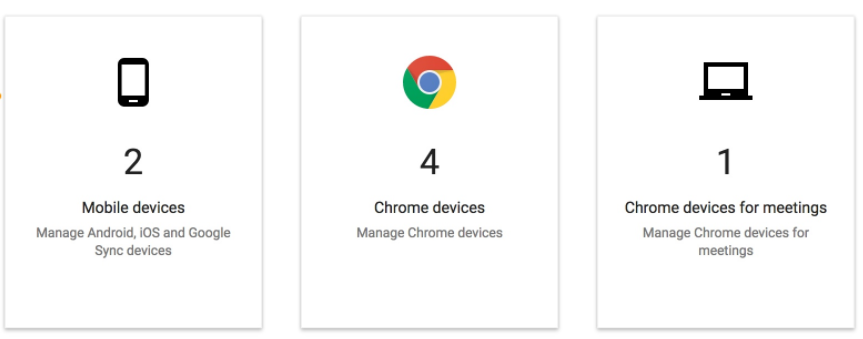 2
Mobile devices
Manage Android, iOS and Google
Sync devices
4
Chrome devices
Manage Chrome devices
1
Chrome devices for meetings
Manage Chrome devices for
meetings